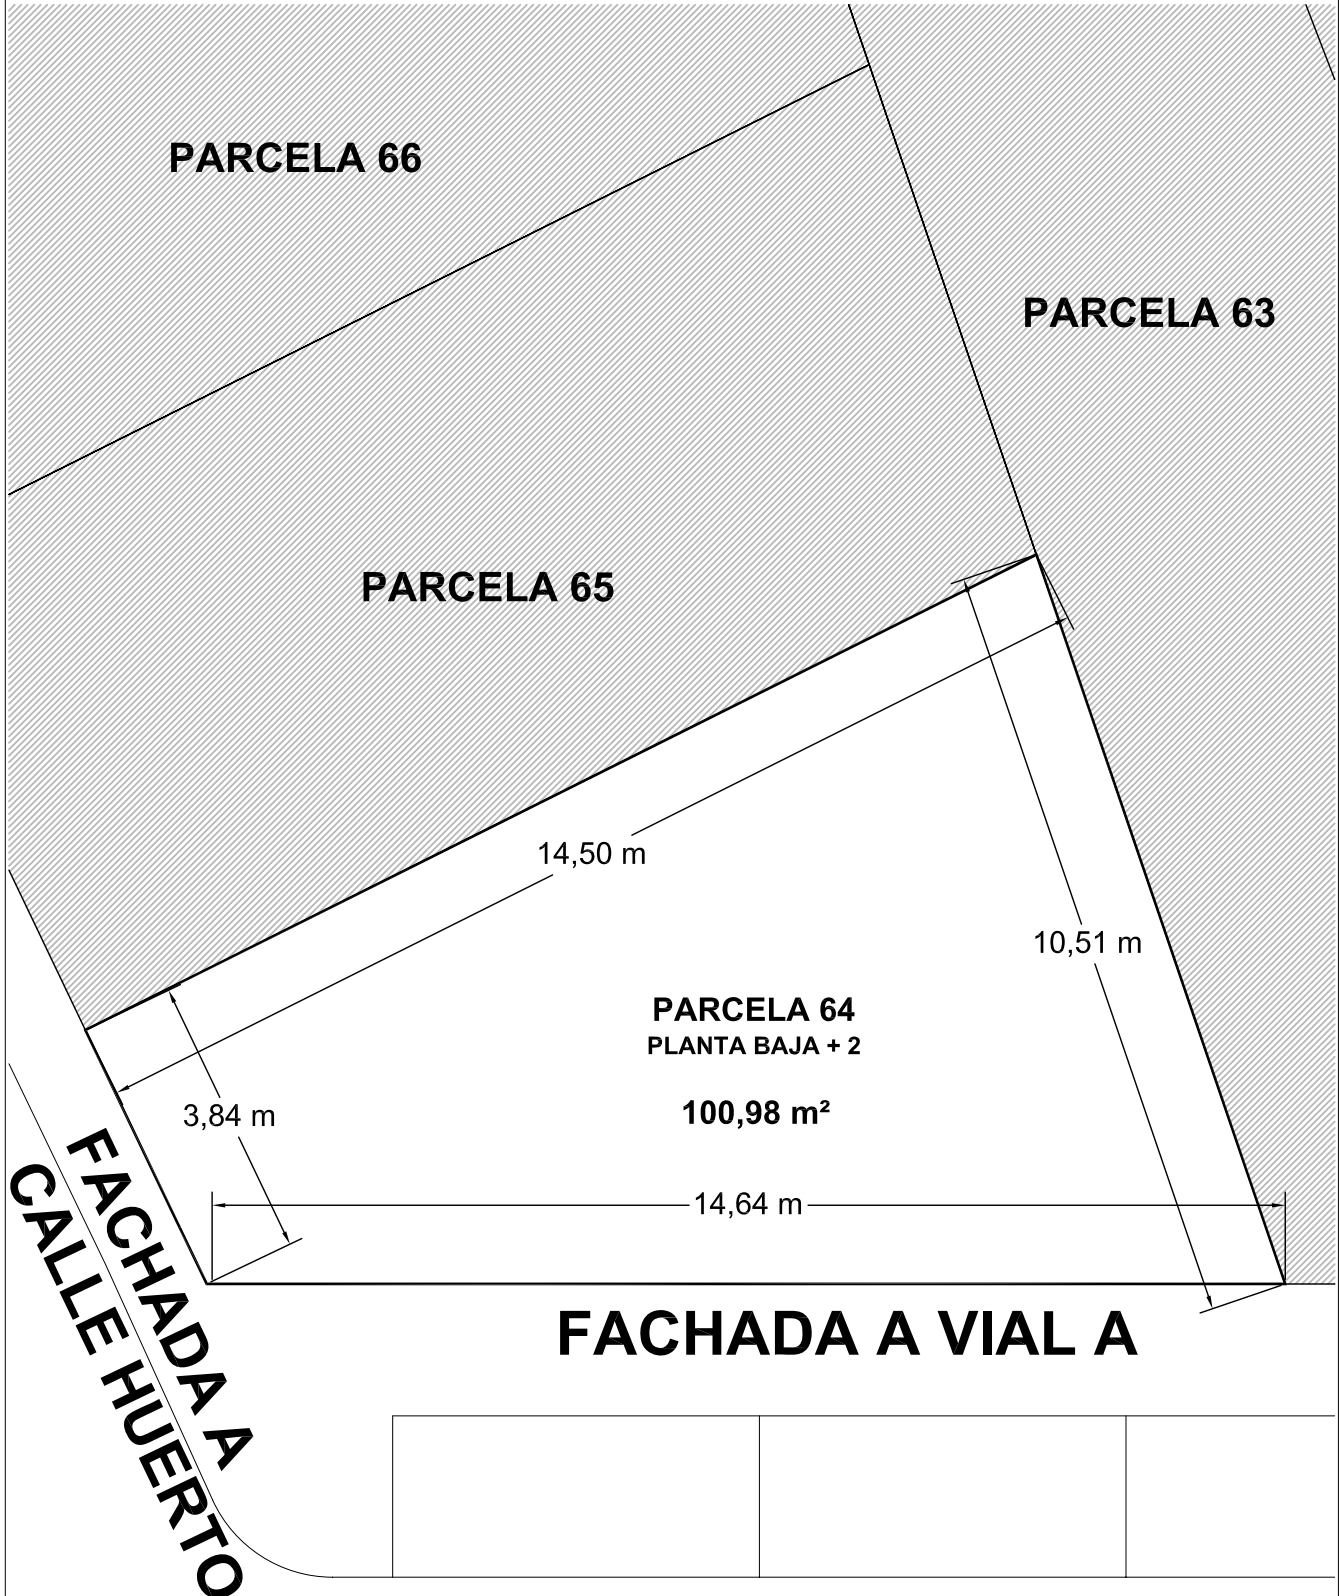 PARCELA 66
PARCELA 63
PARCELA 65
14,50 m
10,51 m
PARCELA 64
PLANTA BAJA + 2
100,98 m²
3,84 m
14,64 m
FACHADA A
CALLE HUERTO
FACHADA A VIAL A